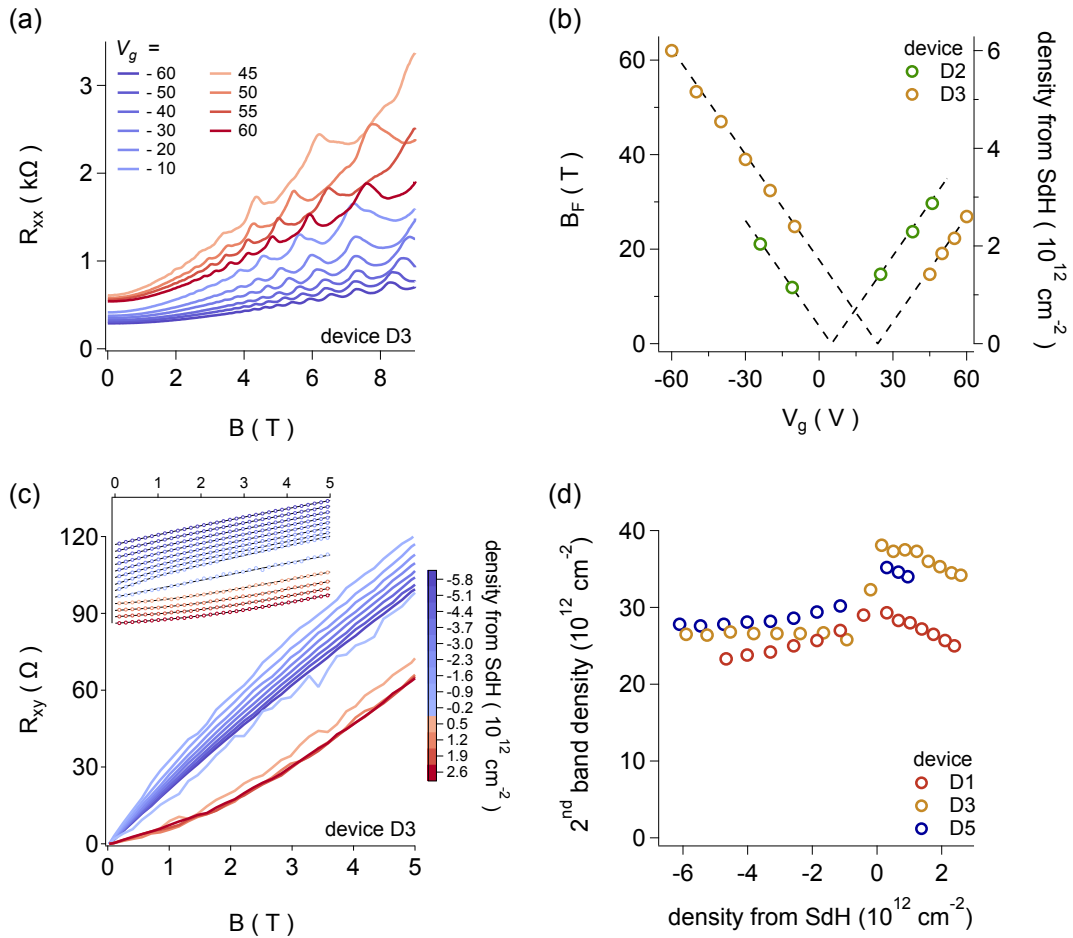 (a)
V_g =
- 60
- 50
- 40
- 30
- 20
- 10
45
50
55
60
3
2
1
0
R_xx ( kΩ )
device D3
0 2 4 6 8
B ( T )
(b)
device
D2
D3
60
40
20
0
B_F ( T )
6
4
2
0
density from SdH ( 10^12 cm^-2 )
-60 -30 0 30 60
V_g ( V )
(c)
0 1 2 3 4 5
120
90
60
30
0
R_xy ( Ω )
density from SdH ( 10^12 cm^-2 )
-5.8
-5.1
-4.4
-3.7
-3.0
-2.3
-1.6
-0.9
-0.2
0.5
1.2
1.9
2.6
device D3
0 1 2 3 4 5
B ( T )
(d)
40
30
20
10
0
2^nd band density (10^12 cm^-2)
device
D1
D3
D5
-6 -4 -2 0 2
density from SdH (10^12 cm^-2)